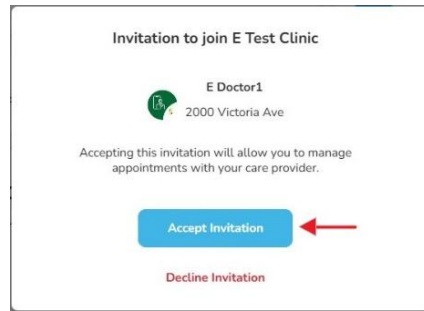 Invitation to join E Test Clinic
E Doctor1
2000 Victoria Ave
Accepting this invitation will allow you to manage
appointments with your care provider.
Accept Invitation
Decline Invitation